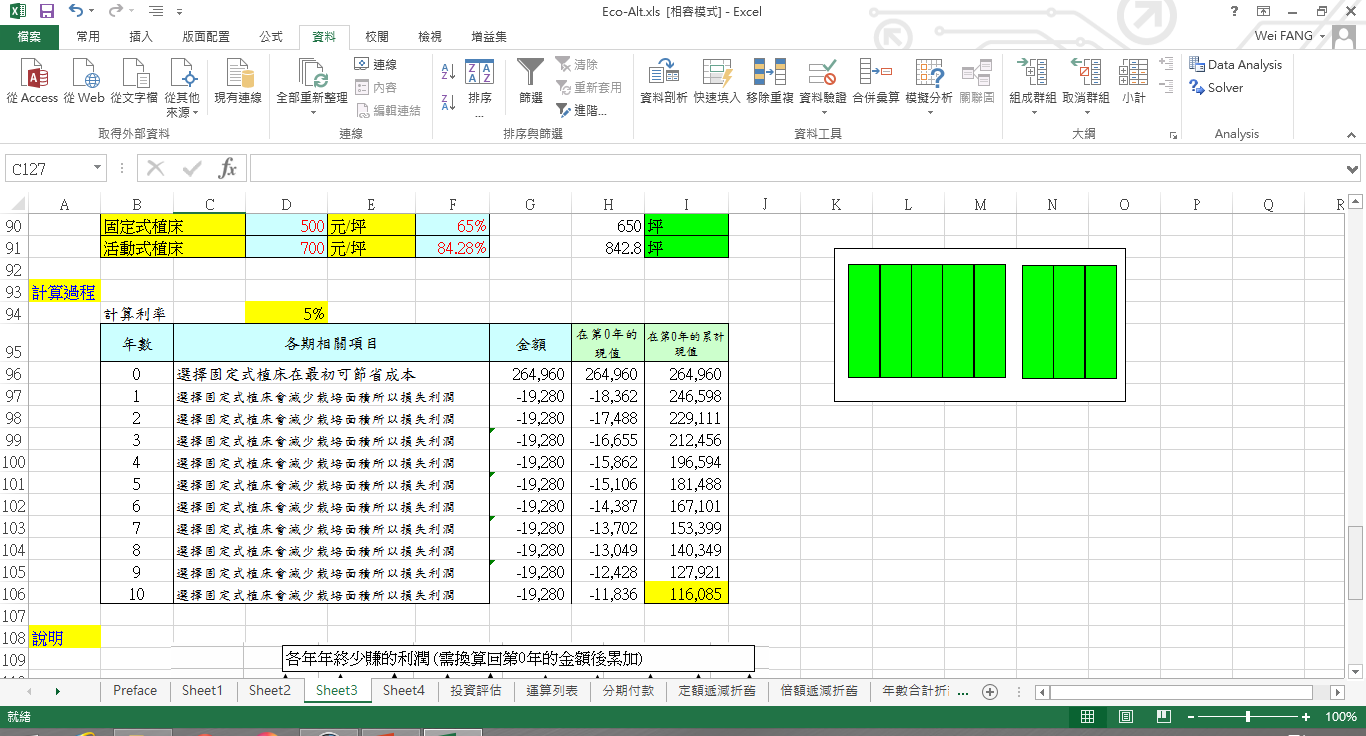 Eco-Alt.xls [相容模式] - Excel
檔案 常用 插入 版面配置 公式 資料 校閱 檢視 增益集 Wei FANG
從 Access 從 Web 從文字檔 從其他來源 現有連線 全部重新整理 連線 內容 編輯連結 排序... 篩選 清除 重新套用 進階... 資料剖析 快速填入 移除重複 資料驗證 合併彙算 模擬分析 關聯圖 組成群組 取消群組 小計 Data Analysis Solver
取得外部資料 連線 排序與篩選 資料工具 大綱 Analysis
C127 fx
A B C D E F G H I J K L M N O P Q R
90 固定式植床 500 元/坪 65% 650 坪
91 活動式植床 700 元/坪 84.28% 842.8 坪
92
93 計算過程
94 計算利率 5%
95 年數 各期相關項目 金額 在第0年的現值 在第0年的累計現值
96 0 選擇固定式植床在最初可節省成本 264,960 264,960 264,960
97 1 選擇固定式植床會減少栽培面積所以損失利潤 -19,280 -18,362 246,598
98 2 選擇固定式植床會減少栽培面積所以損失利潤 -19,280 -17,488 229,111
99 3 選擇固定式植床會減少栽培面積所以損失利潤 -19,280 -16,655 212,456
100 4 選擇固定式植床會減少栽培面積所以損失利潤 -19,280 -15,862 196,594
101 5 選擇固定式植床會減少栽培面積所以損失利潤 -19,280 -15,106 181,488
102 6 選擇固定式植床會減少栽培面積所以損失利潤 -19,280 -14,387 167,101
103 7 選擇固定式植床會減少栽培面積所以損失利潤 -19,280 -13,702 153,399
104 8 選擇固定式植床會減少栽培面積所以損失利潤 -19,280 -13,049 140,349
105 9 選擇固定式植床會減少栽培面積所以損失利潤 -19,280 -12,428 127,921
106 10 選擇固定式植床會減少栽培面積所以損失利潤 -19,280 -11,836 116,085
107
108 說明
109 各年年終少賺的利潤(需換算回第0年的金額後累加)
Preface Sheet1 Sheet2 Sheet3 Sheet4 投資評估 運算列表 分期付款 定額遞減折舊 倍額遞減折舊 年數合計折 ...
就緒 100%